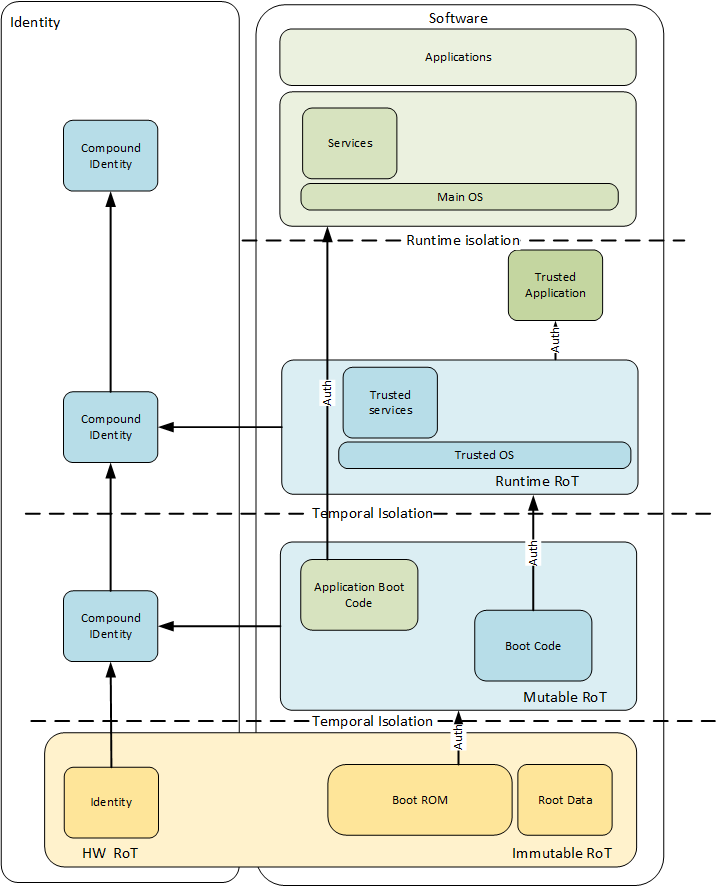 Identity
Software
Applications
Services
Main OS
Compound
IDentity
Runtime isolation
Trusted
Application
Auth
Auth
Trusted
services
Trusted OS
Runtime RoT
Compound
IDentity
Temporal Isolation
Auth
Application Boot
Code
Compound
IDentity
Boot Code
Mutable RoT
Temporal Isolation
Auth
Identity
Boot ROM
Root Data
HW RoT
Immutable RoT